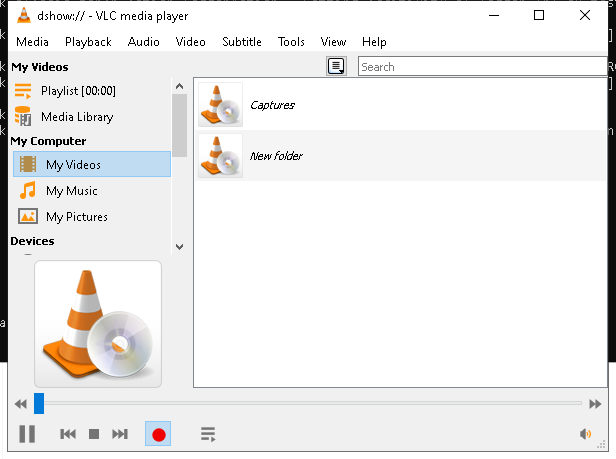 dshow:// - VLC media player
Media Playback Audio Video Subtitle Tools View Help
My Videos
Search
Playlist [00:00]
Media Library
My Computer
My Videos
My Music
My Pictures
Devices
Captures
New folder